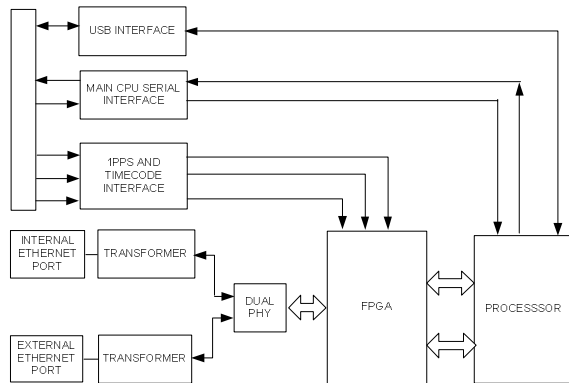 USB INTERFACE
MAIN CPU SERIAL
INTERFACE
1PPS AND
TIMECODE
INTERFACE
INTERNAL
ETHERNET
PORT
TRANSFORMER
DUAL
PHY
FPGA
PROCESSSOR
EXTERNAL
ETHERNET
PORT
TRANSFORMER